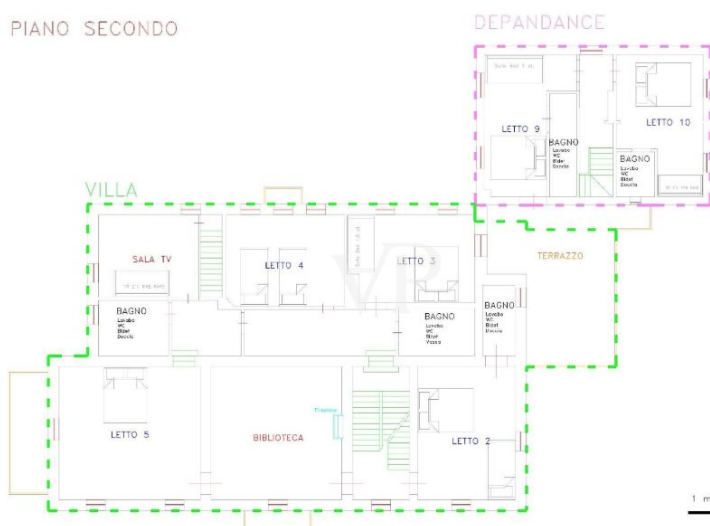 PIANO SECONDO
DEPANDANCE
LETTO 9
LETTO 10
BAGNO
Lavabo
WC
Bidet
Doccia
BAGNO
Lavabo
WC
Bidet
Doccia
VILLA
SALA TV
LETTO 4
LETTO 3
TERRAZZO
VP
BAGNO
Lavabo
WC
Bidet
Doccia
BAGNO
Lavabo
WC
Bidet
Vasca
BAGNO
Lavabo
WC
Bidet
Doccia
LETTO 5
BIBLIOTECA
LETTO 2
1 m